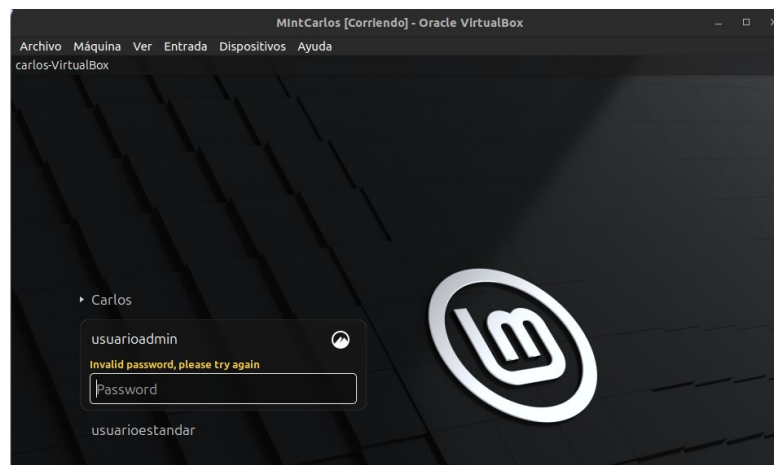 MIntCarlos [Corriendo] - Oracle VirtualBox
Archivo Máquina Ver Entrada Dispositivos Ayuda
carlos-VirtualBox
Carlos
usuarioadmin
Invalid password, please try again
Password
usuarioestandar